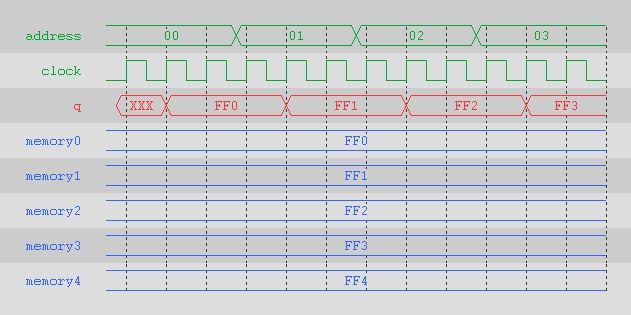 address 00 01 02 03
clock
q XXX FF0 FF1 FF2 FF3
memory0 FF0
memory1 FF1
memory2 FF2
memory3 FF3
memory4 FF4